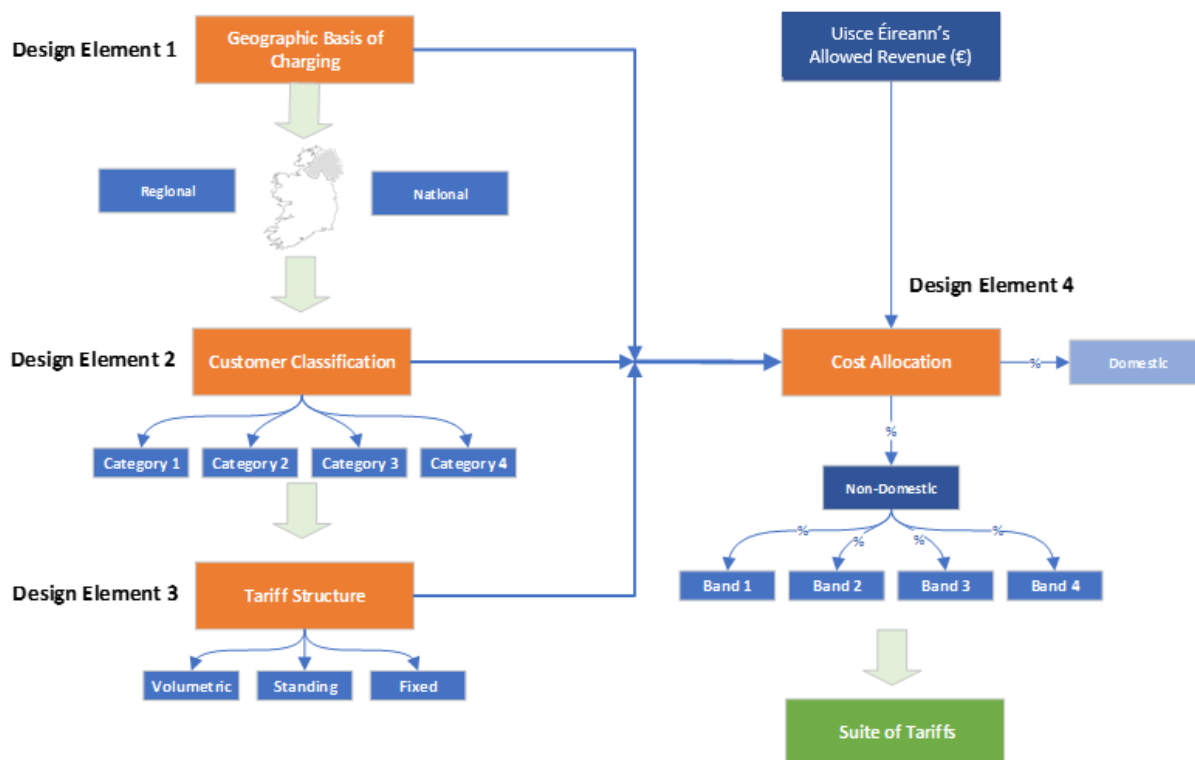 Design Element 1
Geographic Basis of
Charging
Uisce Éireann's
Allowed Revenue (€)
Regional
National
Design Element 4
Design Element 2
Customer Classification
Cost Allocation
%
Domestic
%
Category 1
Category 2
Category 3
Category 4
Non-Domestic
%
%
%
%
Design Element 3
Tariff Structure
Band 1
Band 2
Band 3
Band 4
Volumetric
Standing
Fixed
Suite of Tariffs